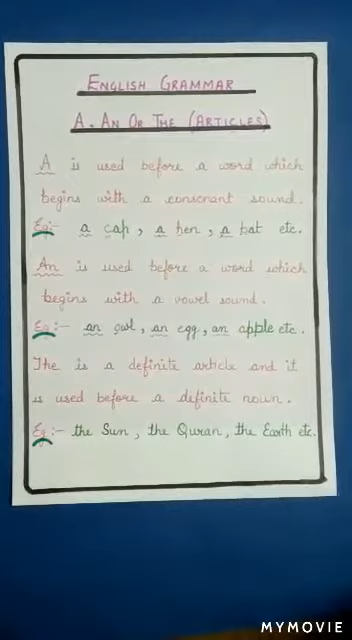 ENGLISH GRAMMAR
A. AN OR THE (ARTICLES)
A is used before a word which
begins with a consonant sound.
Eg:- a cap, a hen, a bat etc.
An is used before a word which
begins with a vowel sound.
Eg:- an owl, an egg, an apple etc.
The is a definite article and it
is used before a definite noun.
Eg:- the Sun, the Quran, the Earth etc.
MYMOVIE